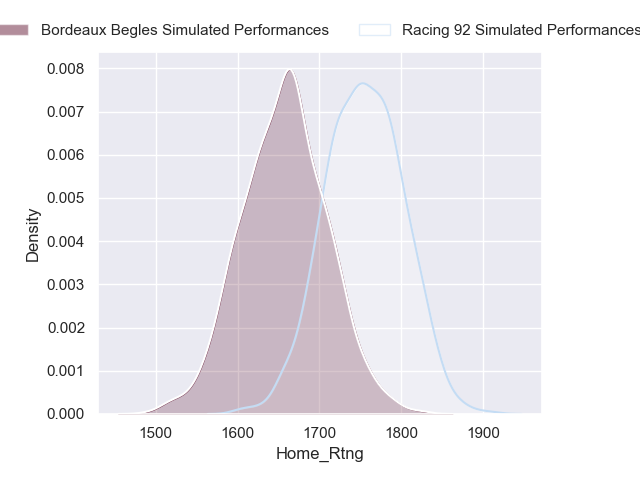 Bordeaux Begles Simulated Performances
Racing 92 Simulated Performances
0.008
0.007
0.006
0.005
0.004
0.003
0.002
0.001
0.000
Density
1500 1600 1700 1800 1900
Home_Rtng